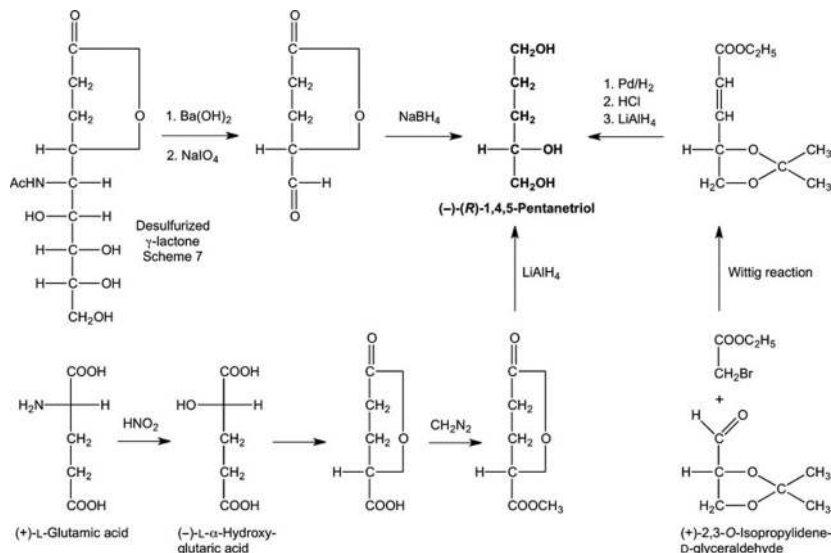 O
C
CH2
CH2
O
H
AcHN
H
HO
H
H
OH
H
OH
CH2OH
Desulfurized
γ-lactone
Scheme 7
1. Ba(OH)2
2. NaIO4
O
C
CH2
CH2
O
H
C
H
O
NaBH4
CH2OH
CH2
CH2
H
C
OH
CH2OH
(–)-(R)-1,4,5-Pentanetriol
1. Pd/H2
2. HCl
3. LiAlH4
COOC2H5
CH
CH
H
C
O
C
CH3
CH3
H2C
O
LiAlH4
Wittig reaction
COOC2H5
CH2Br
+
H
O
H
C
O
C
CH3
CH3
H2C
O
(+)-2,3-O-Isopropylidene-
D-glyceraldehyde
COOH
H2N
H
CH2
CH2
COOH
(+)-L-Glutamic acid
HNO2
COOH
HO
H
CH2
CH2
COOH
(–)-L-α-Hydroxy-
glutaric acid
O
C
CH2
CH2
O
H
C
COOH
CH2N2
O
C
CH2
CH2
O
H
C
COOCH3